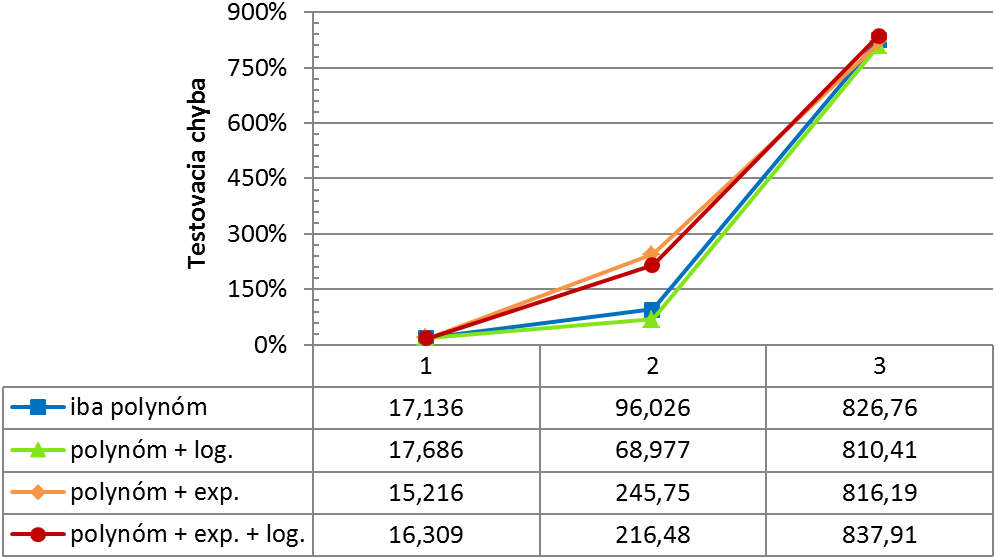 900%
750%
600%
450%
300%
150%
0%
Testovacia chyba
1 2 3
iba polynóm 17,136 96,026 826,76
polynóm + log. 17,686 68,977 810,41
polynóm + exp. 15,216 245,75 816,19
polynóm + exp. + log. 16,309 216,48 837,91